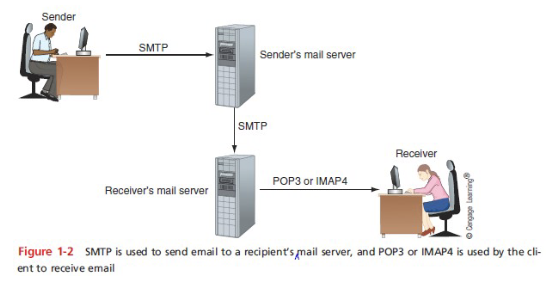 Sender
SMTP
Sender's mail server
SMTP
Receiver's mail server
POP3 or IMAP4
Receiver
© Cengage Learning®
Figure 1-2 SMTP is used to send email to a recipient's mail server, and POP3 or IMAP4 is used by the cli-
ent to receive email